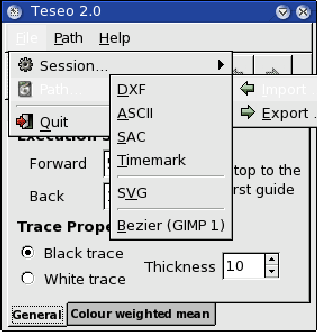 Teseo 2.0
File Path Help
Session...
Path...
Quit
DXF
ASCII
SAC
Timemark
SVG
Bezier (GIMP 1)
Import
Export
Forward
top to the
Back
rst guide
Trace Prope
Black trace
White trace
Thickness 10
General Colour weighted mean